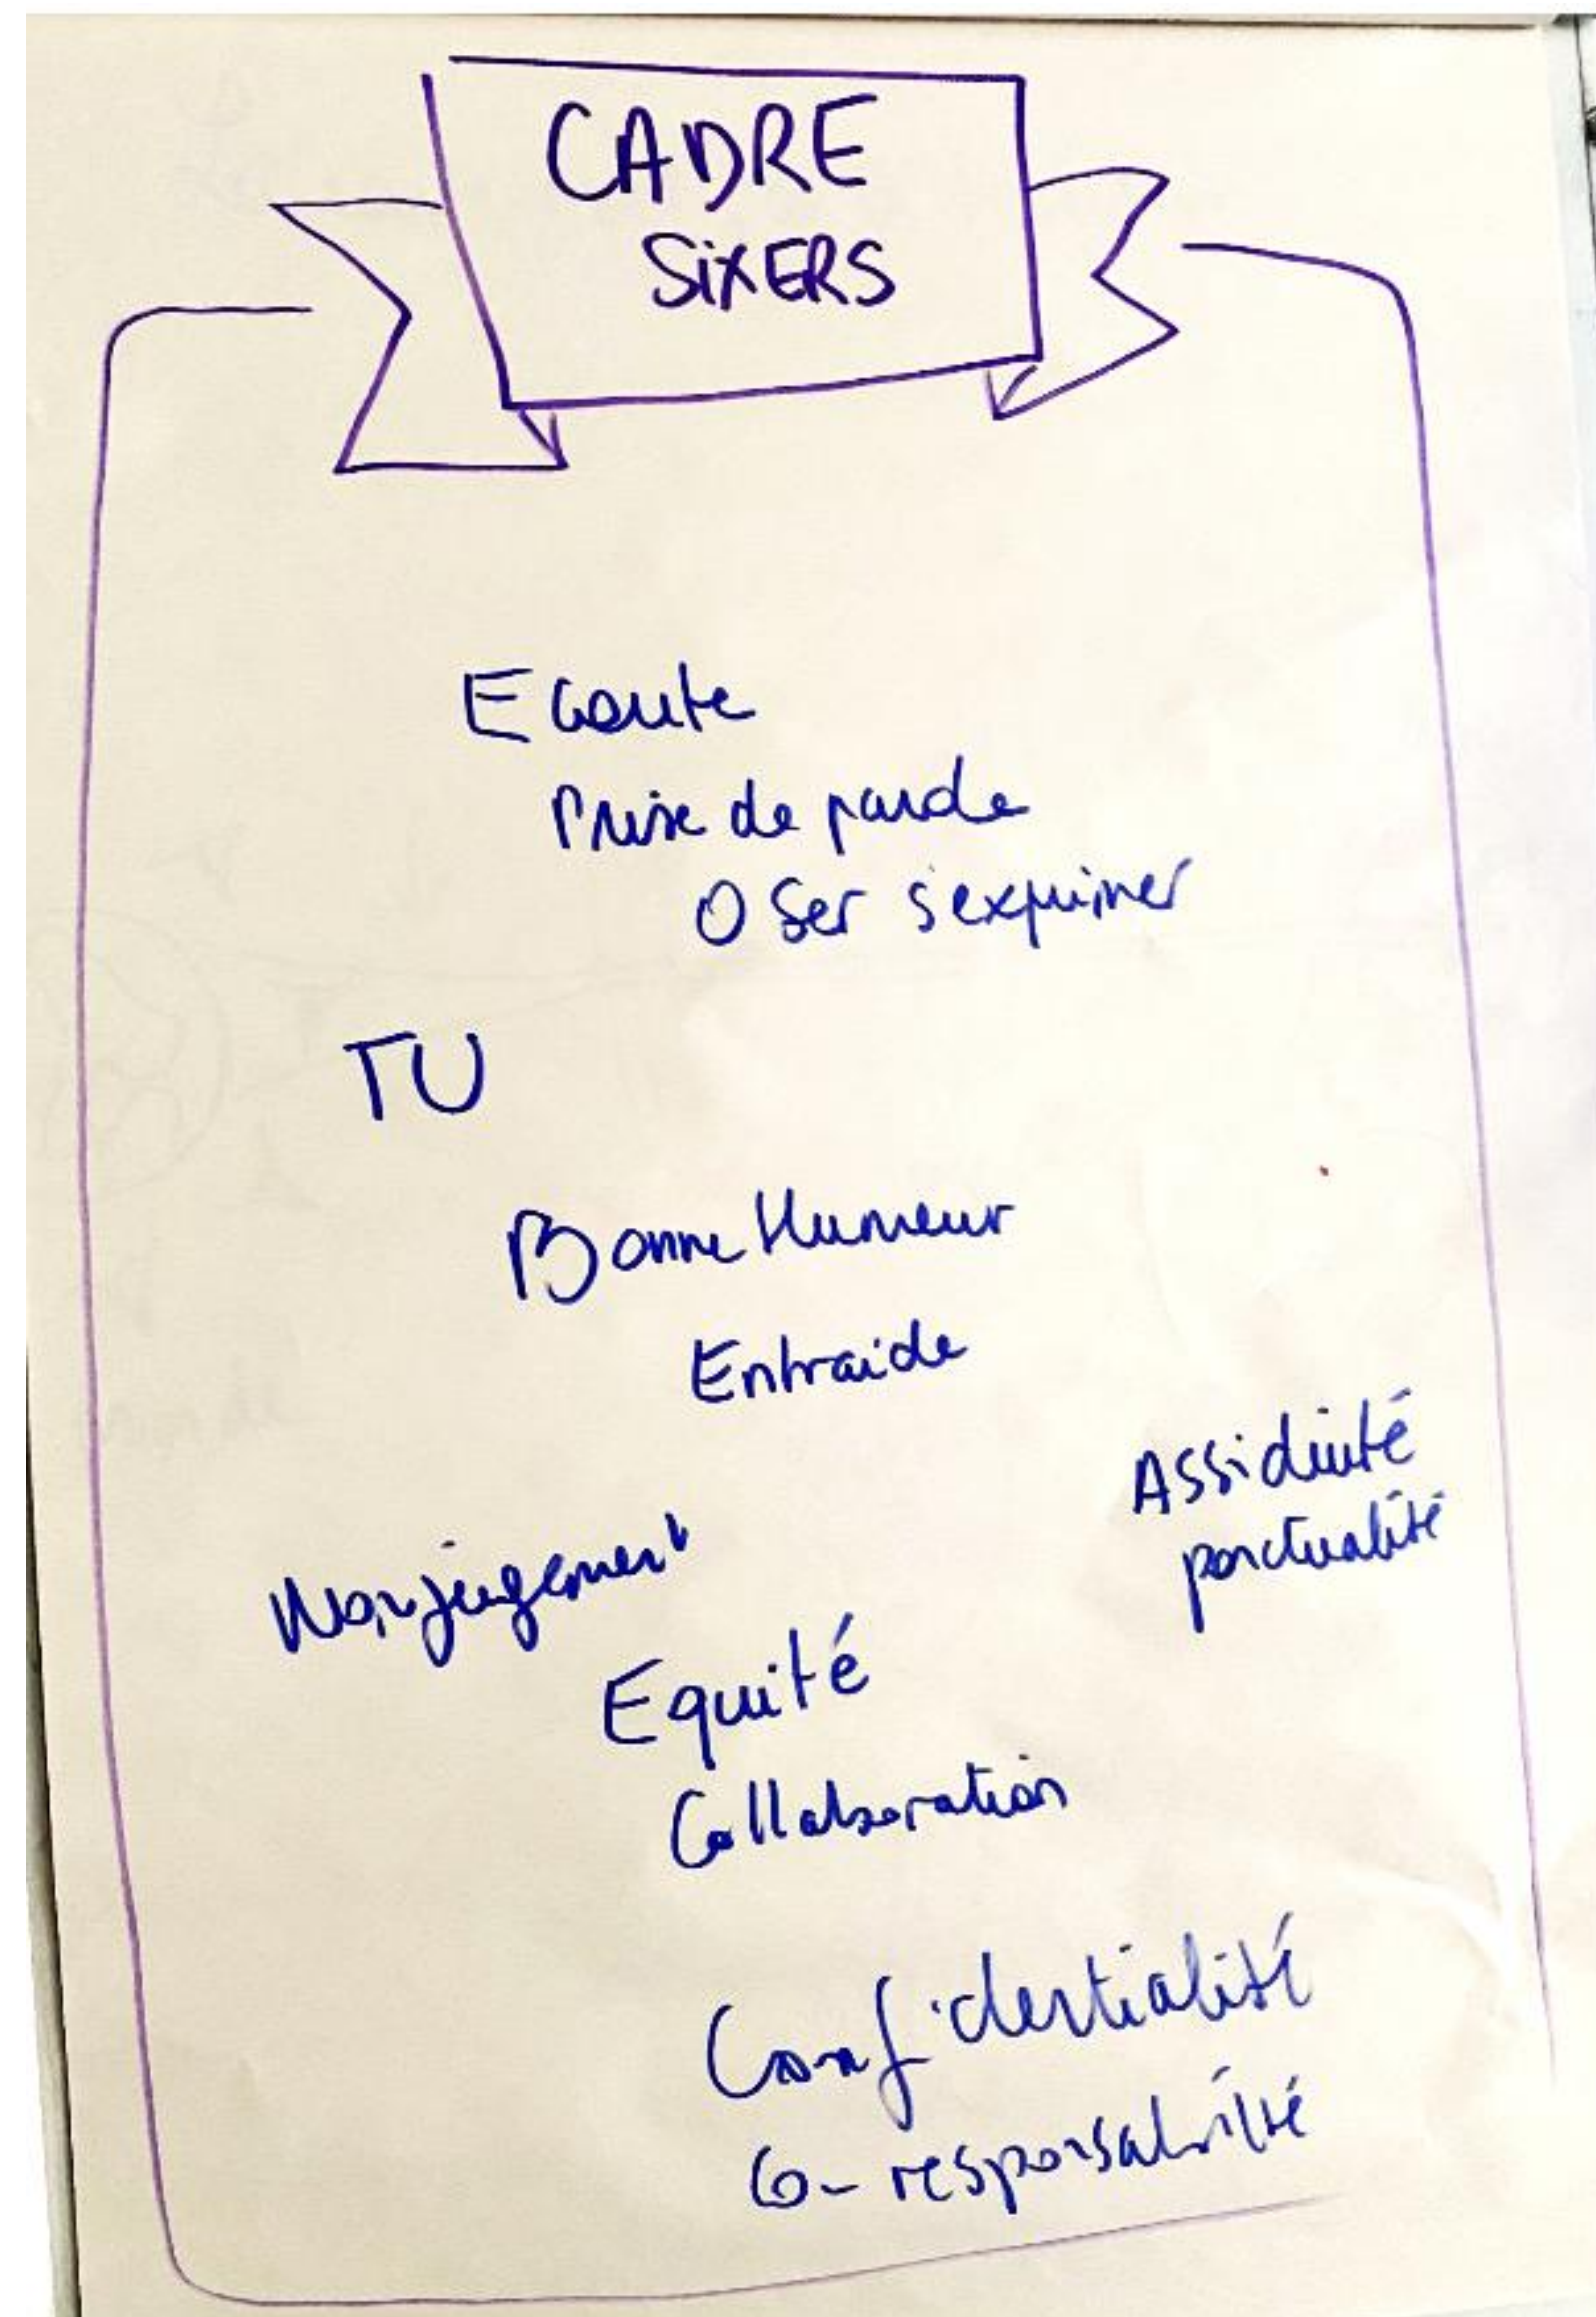 CADRE
SiXERS
Ecoute
Prise de parole
Oser s'exprimer
TU
Bonne Humeur
Entraide
Assiduité
ponctualité
Non jugement
Equité
Collaboration
Confidentialité
Co-responsabilité